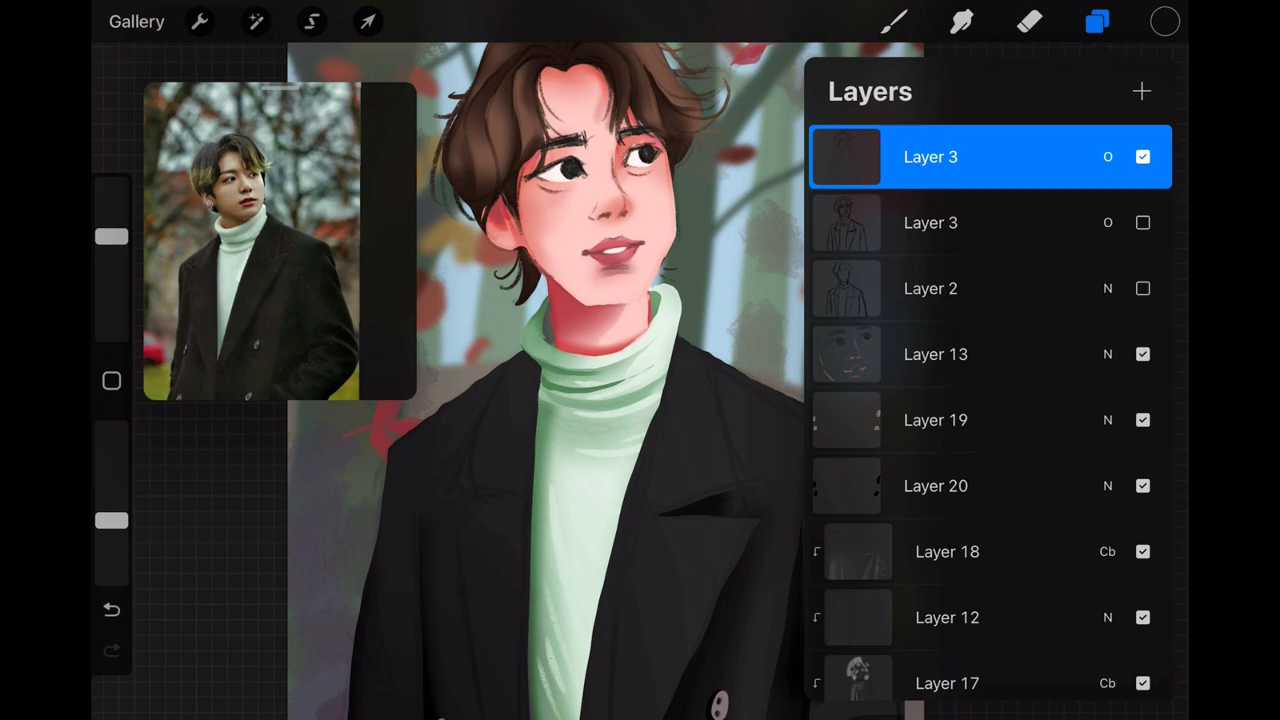 Gallery
Layers
Layer 3 O
Layer 3 O
Layer 2 N
Layer 13 N
Layer 19 N
Layer 20 N
Layer 18 Cb
Layer 12 N
Layer 17 Cb